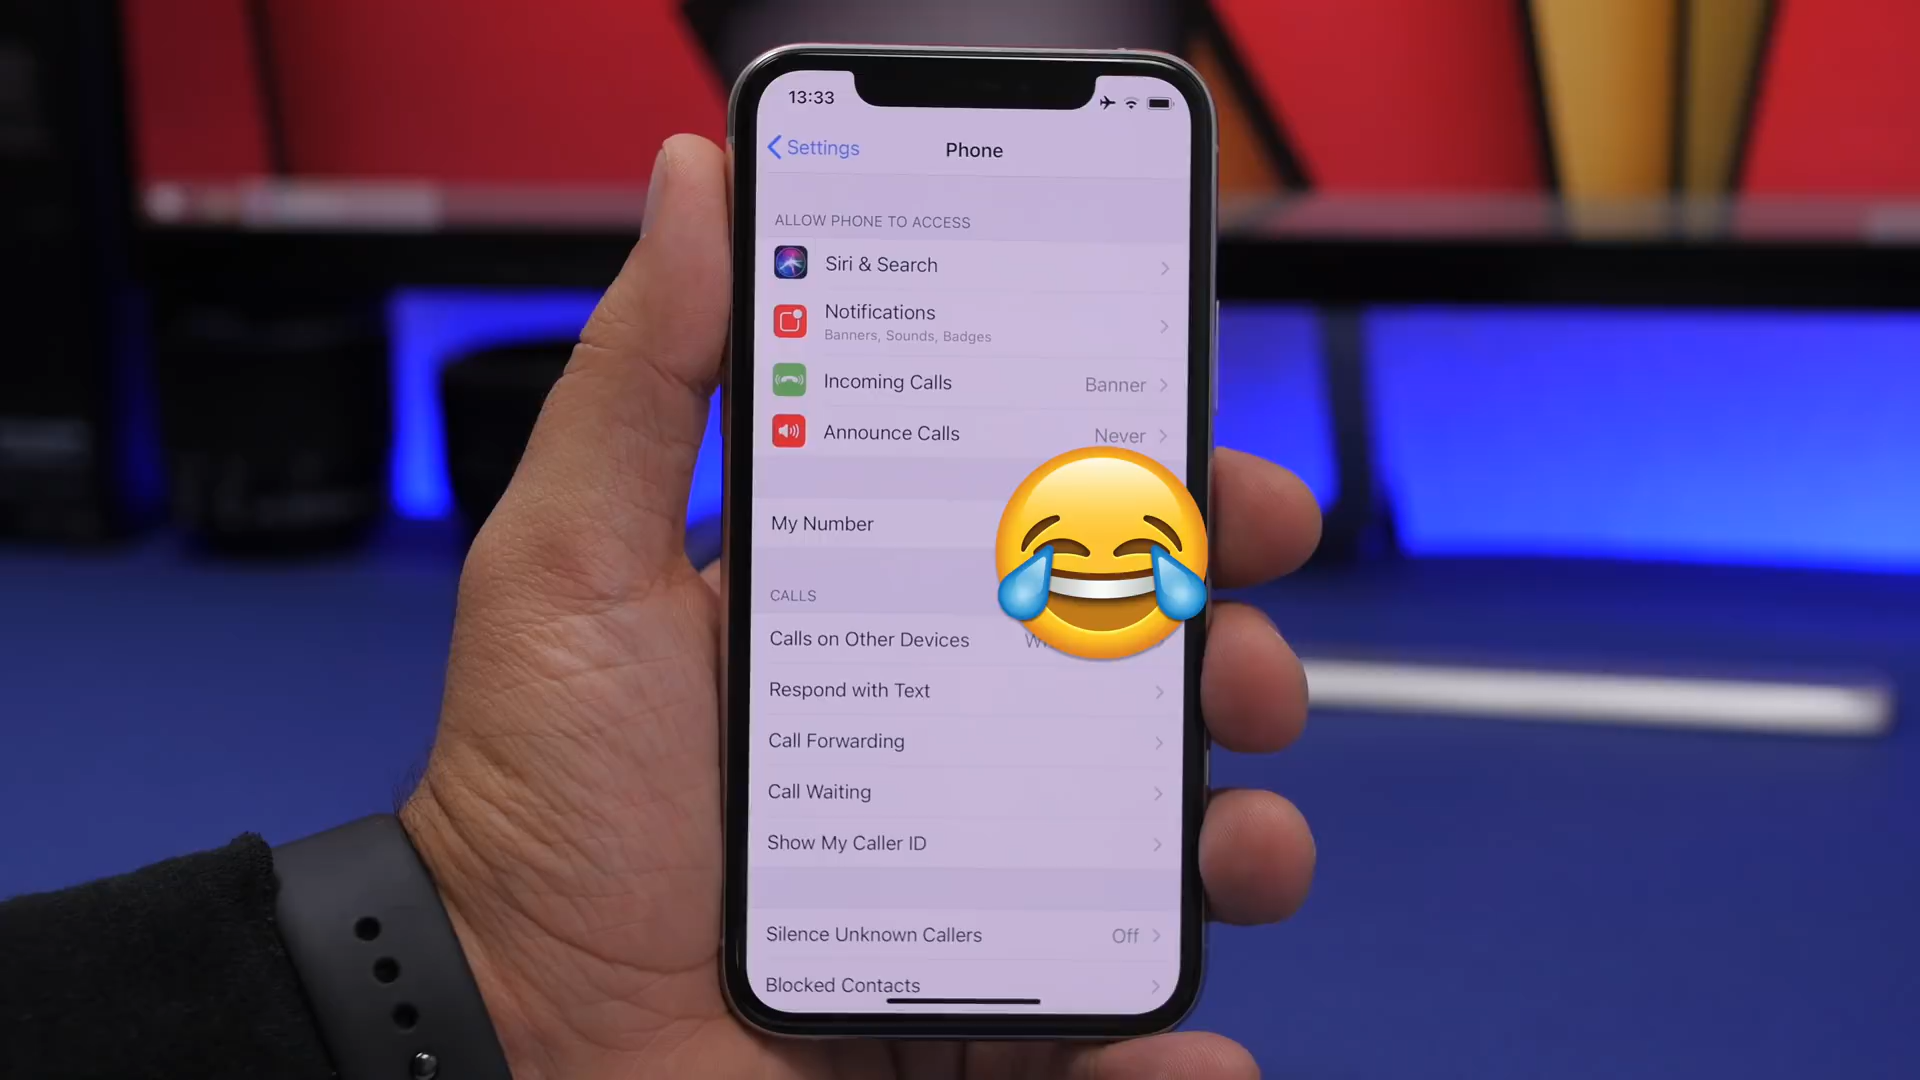 13:33
Settings
Phone
ALLOW PHONE TO ACCESS
Siri & Search
Notifications
Banners, Sounds, Badges
Incoming Calls Banner
Announce Calls Never
My Number
CALLS
Calls on Other Devices
Respond with Text
Call Forwarding
Call Waiting
Show My Caller ID
Silence Unknown Callers Off
Blocked Contacts